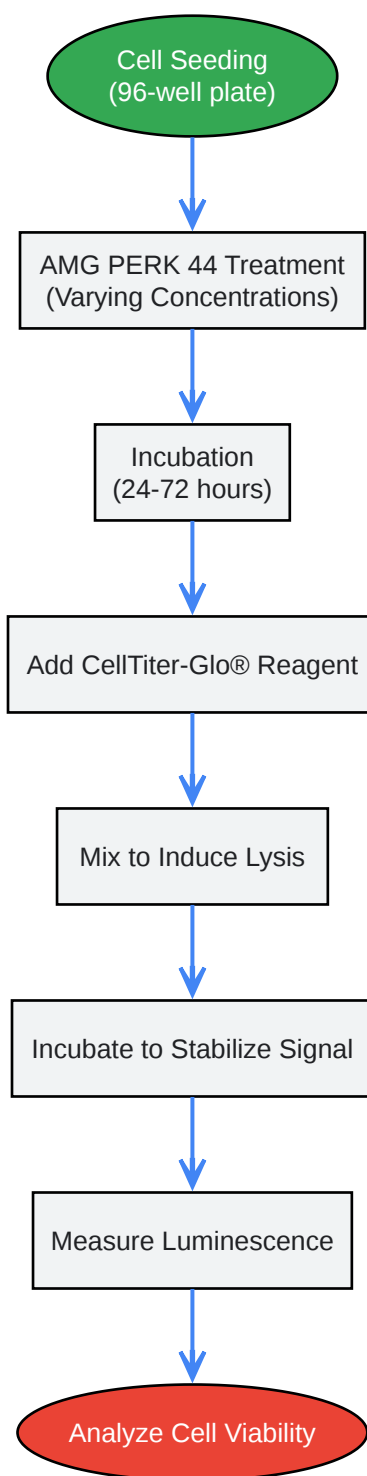 Cell Seeding
(96-well plate)
AMG PERK 44 Treatment
(Varying Concentrations)
Incubation
(24-72 hours)
Add CellTiter-Glo® Reagent
Mix to Induce Lysis
Incubate to Stabilize Signal
Measure Luminescence
Analyze Cell Viability